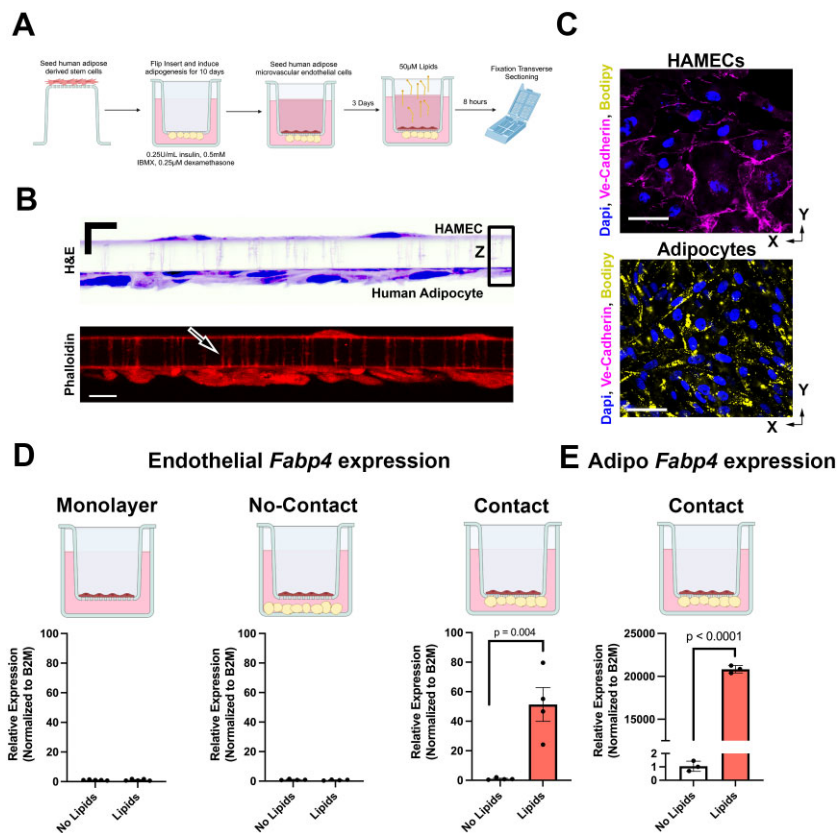 A
Seed human adipose
derived stem cells
Flip Insert and induce
adipogenesis for 10 days
Seed human adipose
microvascular endothelial cells
50μM Lipids
Fixation Transverse
Sectioning
3 Days
8 hours
0.25U/mL insulin, 0.5mM
IBMX, 0.25μM dexamethasone
B
H&E
HAMEC
Z
Human Adipocyte
Phalloidin
C
HAMECs
Dapi, Ve-Cadherin, Bodipy
Y
X
Adipocytes
Dapi, Ve-Cadherin, Bodipy
Y
X
D
Endothelial Fabp4 expression
Monolayer
Relative Expression
(Normalized to B2M)
100
80
60
40
20
0
No Lipids
Lipids
No-Contact
Relative Expression
(Normalized to B2M)
100
80
60
40
20
0
No Lipids
Lipids
Contact
Relative Expression
(Normalized to B2M)
100
80
60
40
20
0
p = 0.004
No Lipids
Lipids
E
Adipo Fabp4 expression
Contact
Relative Expression
(Normalized to B2M)
25000
20000
15000
2
1
0
p < 0.0001
No Lipids
Lipids